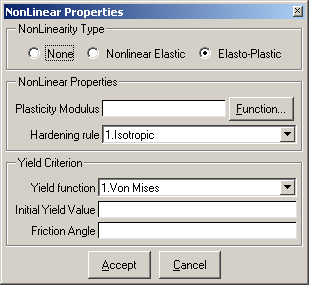 NonLinear Properties
NonLinearity Type
None Nonlinear Elastic Elasto-Plastic
NonLinear Properties
Plasticity Modulus Function...
Hardening rule 1.Isotropic
Yield Criterion
Yield function 1.Von Mises
Initial Yield Value
Friction Angle
Accept Cancel